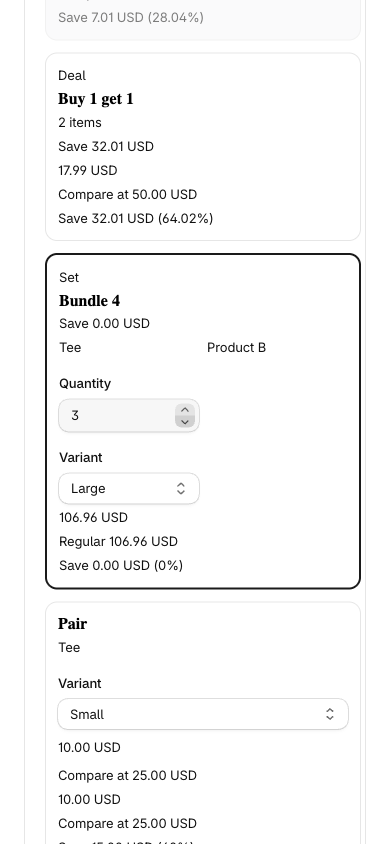 Save 7.01 USD (28.04%)
Deal
Buy 1 get 1
2 items
Save 32.01 USD
17.99 USD
Compare at 50.00 USD
Save 32.01 USD (64.02%)
Set
Bundle 4
Save 0.00 USD
Tee Product B
Quantity
3
Variant
Large
106.96 USD
Regular 106.96 USD
Save 0.00 USD (0%)
Pair
Tee
Variant
Small
10.00 USD
Compare at 25.00 USD
10.00 USD
Compare at 25.00 USD